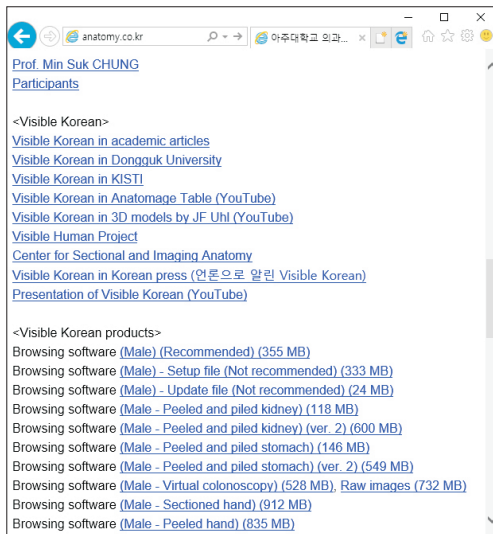 anatomy.co.kr
아주대학교 의과...
Prof. Min Suk CHUNG
Participants
<Visible Korean>
Visible Korean in academic articles
Visible Korean in Dongguk University
Visible Korean in KISTI
Visible Korean in Anatomage Table (YouTube)
Visible Korean in 3D models by JF Uhl (YouTube)
Visible Human Project
Center for Sectional and Imaging Anatomy
Visible Korean in Korean press (언론으로 알린 Visible Korean)
Presentation of Visible Korean (YouTube)
<Visible Korean products>
Browsing software (Male) (Recommended) (355 MB)
Browsing software (Male) - Setup file (Not recommended) (333 MB)
Browsing software (Male) - Update file (Not recommended) (24 MB)
Browsing software (Male - Peeled and piled kidney) (118 MB)
Browsing software (Male - Peeled and piled kidney) (ver. 2) (600 MB)
Browsing software (Male - Peeled and piled stomach) (146 MB)
Browsing software (Male - Peeled and piled stomach) (ver. 2) (549 MB)
Browsing software (Male - Virtual colonoscopy) (528 MB), Raw images (732 MB)
Browsing software (Male - Sectioned hand) (912 MB)
Browsing software (Male - Peeled hand) (835 MB)